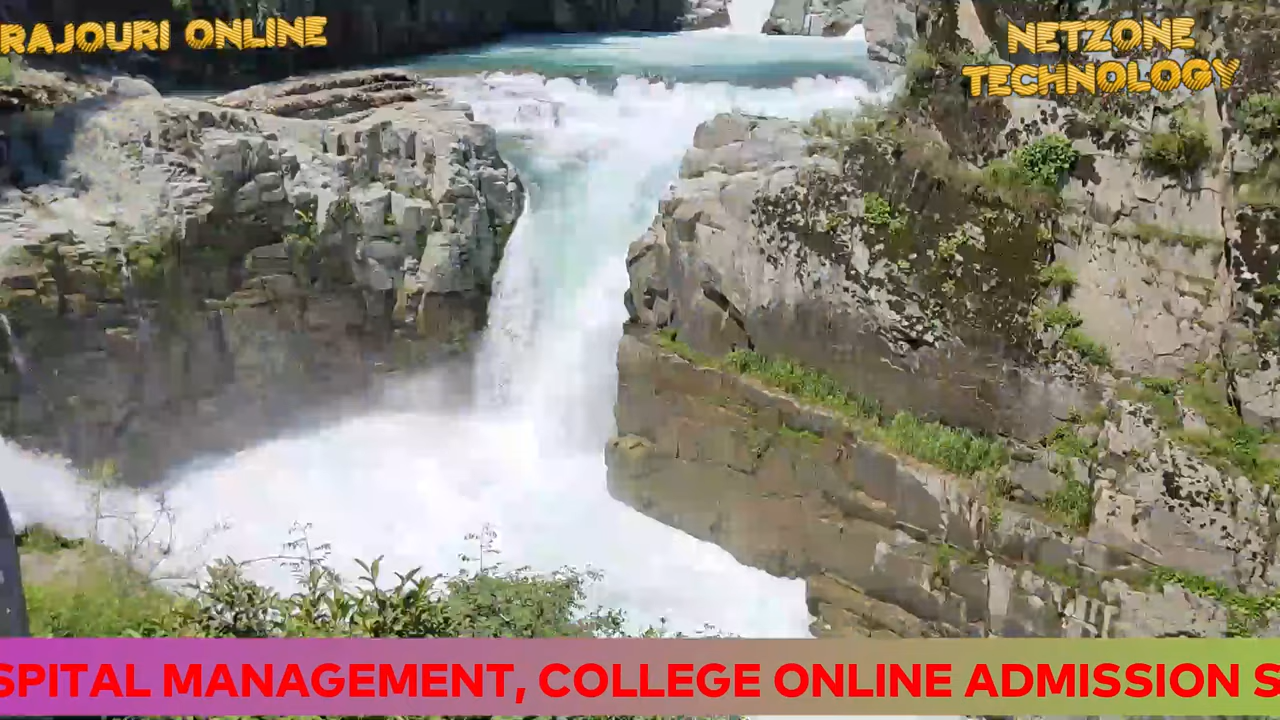 RAJOURI ONLINE
NETZONE
TECHNOLOGY
SPITAL MANAGEMENT, COLLEGE ONLINE ADMISSION S